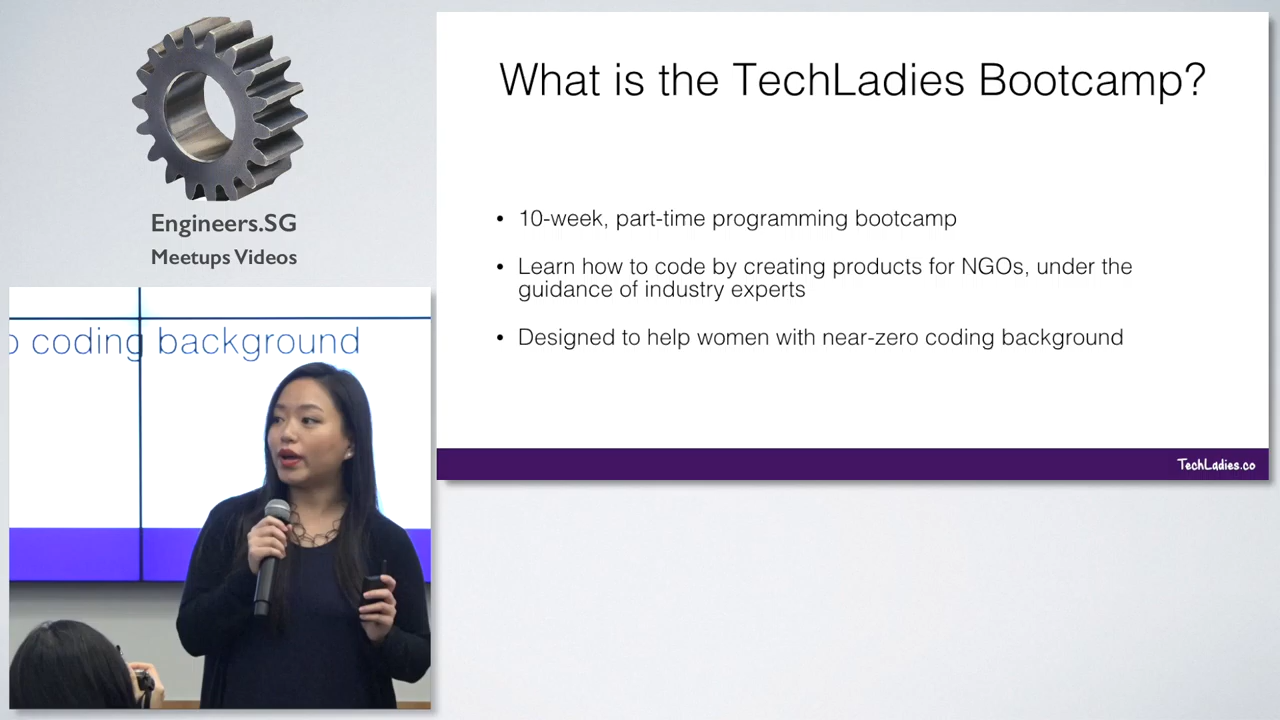 What is the TechLadies Bootcamp?
• 10-week, part-time programming bootcamp
• Learn how to code by creating products for NGOs, under the
guidance of industry experts
• Designed to help women with near-zero coding background
TechLadies.co
Engineers.SG
Meetups Videos
coding background